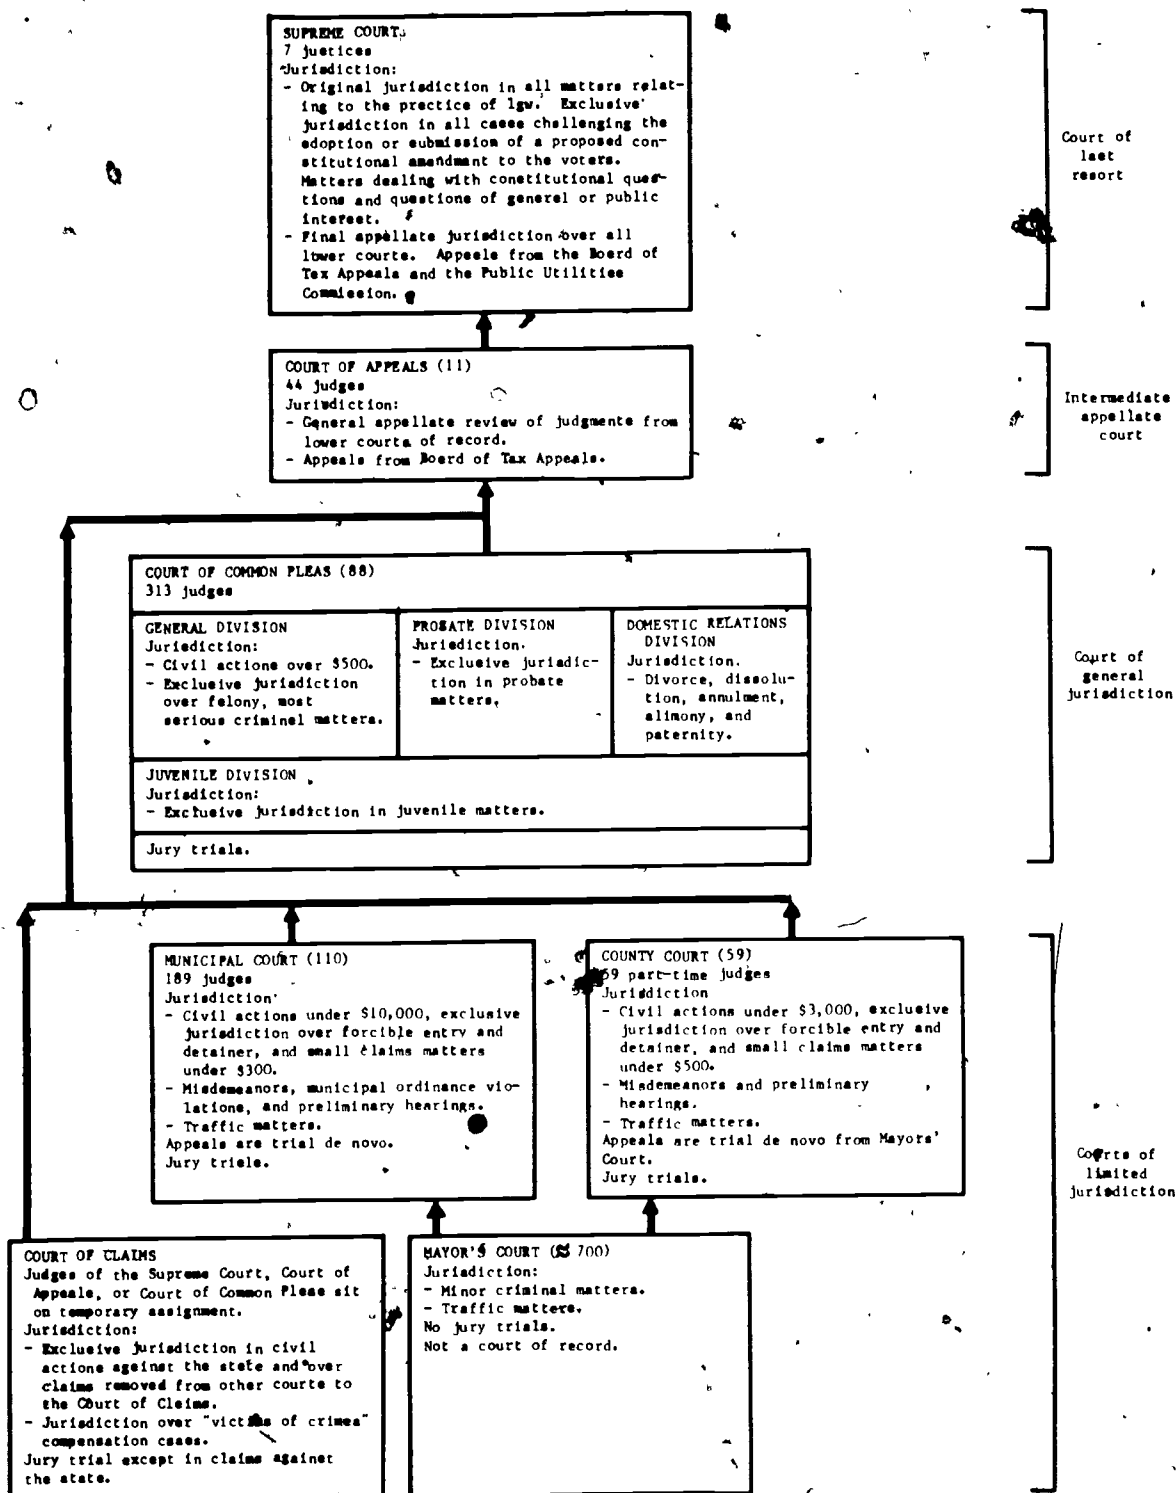 SUPREME COURT
7 justices
Jurisdiction:
- Original jurisdiction in all matters relat-
ing to the practice of law. Exclusive
jurisdiction in all cases challenging the
adoption or submission of a proposed con-
stitutional amendment to the voters.
Matters dealing with constitutional ques-
tions and questions of general or public
interest.
- Final appellate jurisdiction over all
lower courts. Appeals from the Board of
Tax Appeals and the Public Utilities
Commission.
Court of
last
resort
COURT OF APPEALS (11)
44 judges
Jurisdiction:
- General appellate review of judgments from
lower courts of record.
- Appeals from Board of Tax Appeals.
Intermediate
appellate
court
COURT OF COMMON PLEAS (88)
313 judges
GENERAL DIVISION
Jurisdiction:
- Civil actions over $500.
- Exclusive jurisdiction
over felony, most
serious criminal matters.
PROBATE DIVISION
Jurisdiction.
- Exclusive jurisdic-
tion in probate
matters.
DOMESTIC RELATIONS
DIVISION
Jurisdiction.
- Divorce, dissolu-
tion, annulment,
alimony, and
paternity.
JUVENILE DIVISION
Jurisdiction:
- Exclusive jurisdiction in juvenile matters.
Jury trials.
Court of
general
jurisdiction
MUNICIPAL COURT (110)
189 judges
Jurisdiction
- Civil actions under $10,000, exclusive
jurisdiction over forcible entry and
detainer, and small claims matters
under $300.
- Misdemeanors, municipal ordinance vio-
lations, and preliminary hearings.
- Traffic matters.
Appeals are trial de novo.
Jury trials.
COUNTY COURT (59)
59 part-time judges
Jurisdiction
- Civil actions under $3,000, exclusive
jurisdiction over forcible entry and
detainer, and small claims matters
under $500.
- Misdemeanors and preliminary
hearings.
- Traffic matters.
Appeals are trial de novo from Mayors'
Court.
Jury trials.
Courts of
limited
jurisdiction
COURT OF CLAIMS
Judges of the Supreme Court, Court of
Appeals, or Court of Common Pleas sit
on temporary assignment.
Jurisdiction:
- Exclusive jurisdiction in civil
actions against the state and over
claims removed from other courts to
the Court of Claims.
- Jurisdiction over "victims of crimes"
compensation cases.
Jury trial except in claims against
the state.
MAYOR'S COURT (≈ 700)
Jurisdiction:
- Minor criminal matters.
- Traffic matters.
No jury trials.
Not a court of record.